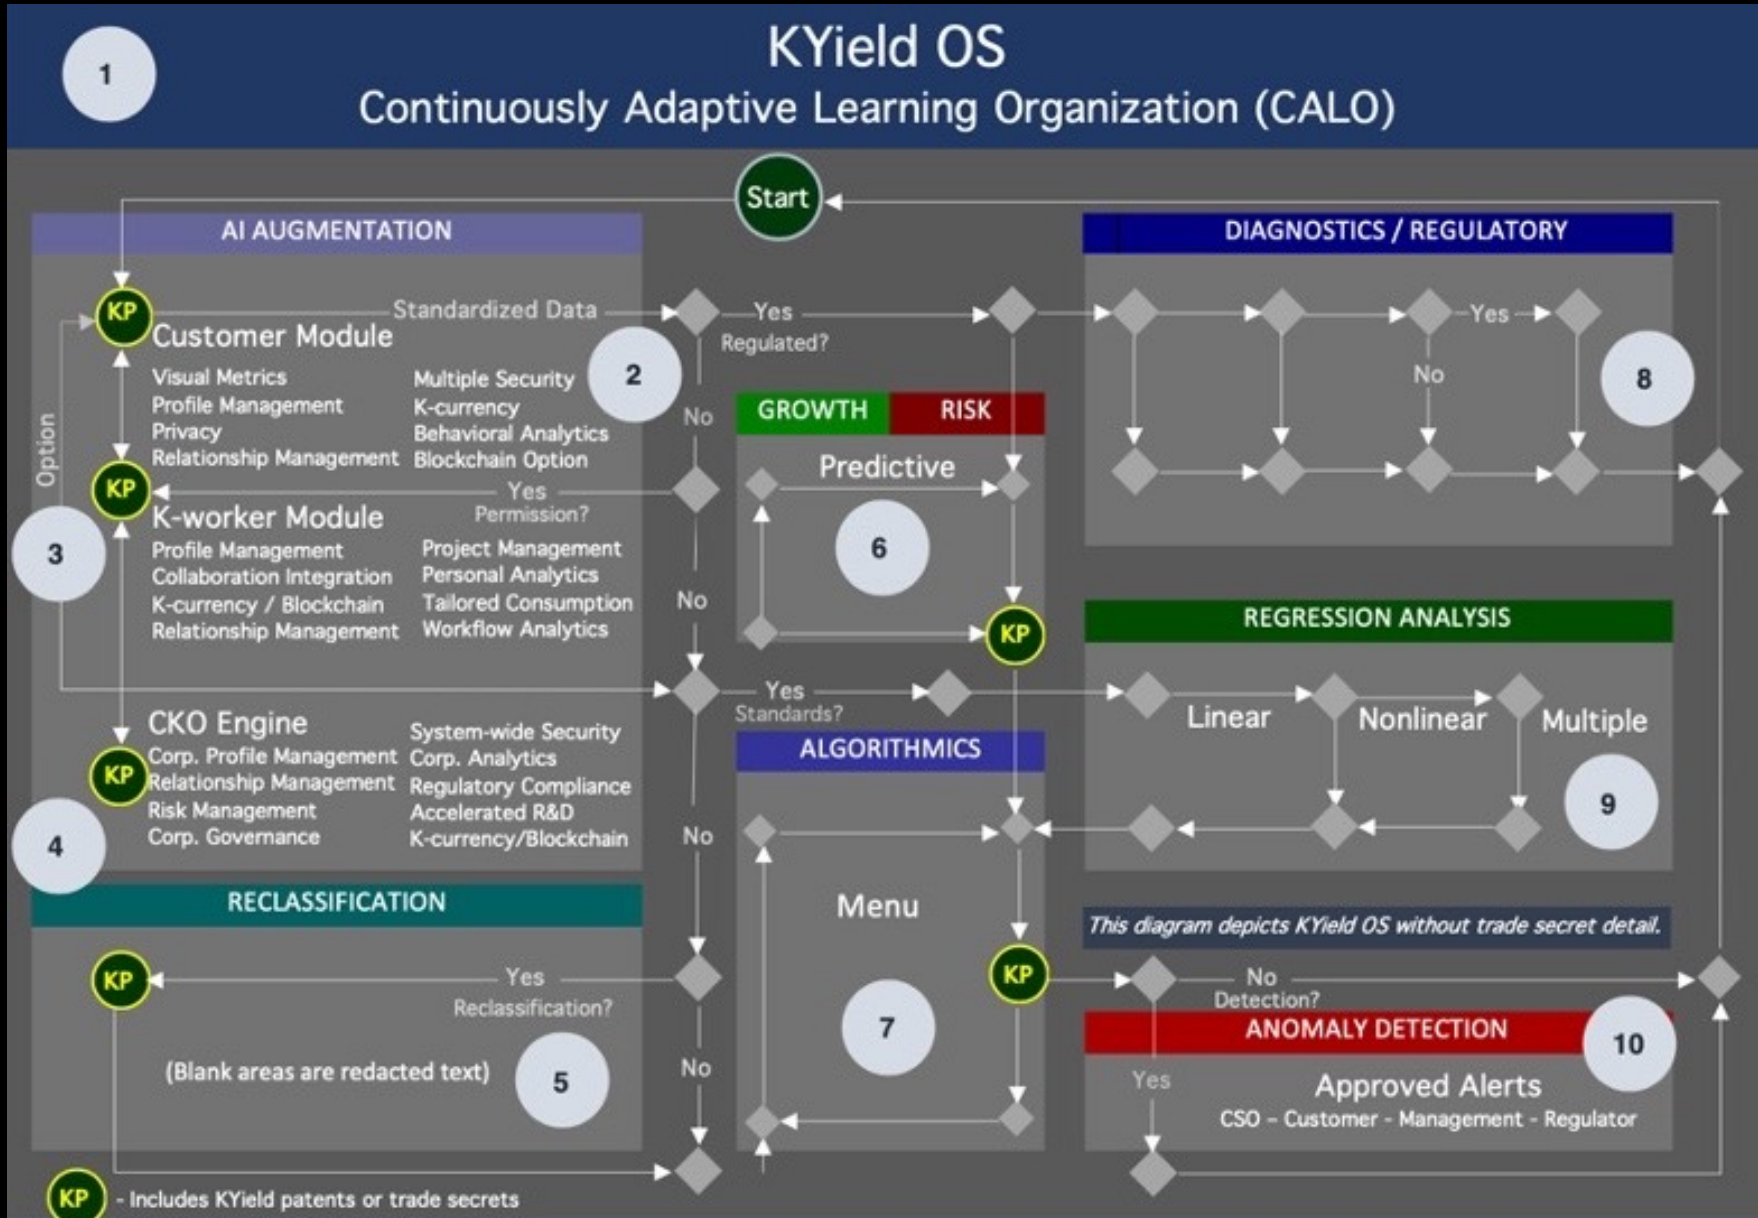 1
KYield OS
Continuously Adaptive Learning Organization (CALO)
Start
AI AUGMENTATION
KP
Standardized Data
Customer Module
2
Visual Metrics
Profile Management
Privacy
Relationship Management
Multiple Security
K-currency
Behavioral Analytics
Blockchain Option
Option
KP
Yes
Permission?
K-worker Module
3
Profile Management
Collaboration Integration
K-currency / Blockchain
Relationship Management
Project Management
Personal Analytics
Tailored Consumption
Workflow Analytics
CKO Engine
KP
Corp. Profile Management
Relationship Management
Risk Management
Corp. Governance
System-wide Security
Corp. Analytics
Regulatory Compliance
Accelerated R&D
K-currency/Blockchain
4
RECLASSIFICATION
KP
Yes
Reclassification?
(Blank areas are redacted text)
5
KP
- Includes KYield patents or trade secrets
Yes
Regulated?
No
No
Yes
Standards?
No
No
GROWTH
RISK
Predictive
6
KP
ALGORITHMICS
Menu
KP
7
DIAGNOSTICS / REGULATORY
Yes
No
8
REGRESSION ANALYSIS
Linear
Nonlinear
Multiple
9
This diagram depicts KYield OS without trade secret detail.
No
Detection?
ANOMALY DETECTION
10
Yes
Approved Alerts
CSO – Customer - Management - Regulator